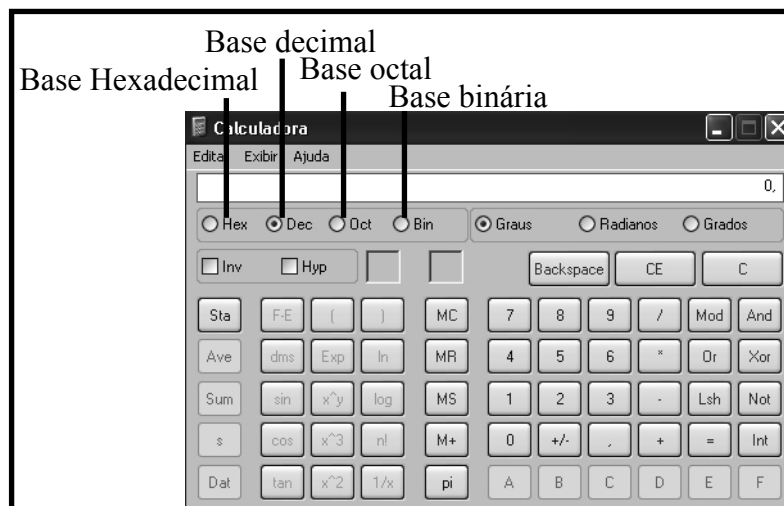 Base decimal
Base Hexadecimal Base octal
Base binária
Calculadora
Edita Exibir Ajuda
0,
Hex Dec Oct Bin Graus Radianos Grados
Inv Hyp Backspace CE C
Sta F-E ( ) MC 7 8 9 / Mod And
Ave dms Exp ln MR 4 5 6 * Or Xor
Sum sin x^y log MS 1 2 3 - Lsh Not
s cos x^3 n! M+ 0 +/- , + = Int
Dat tan x^2 1/x pi A B C D E F